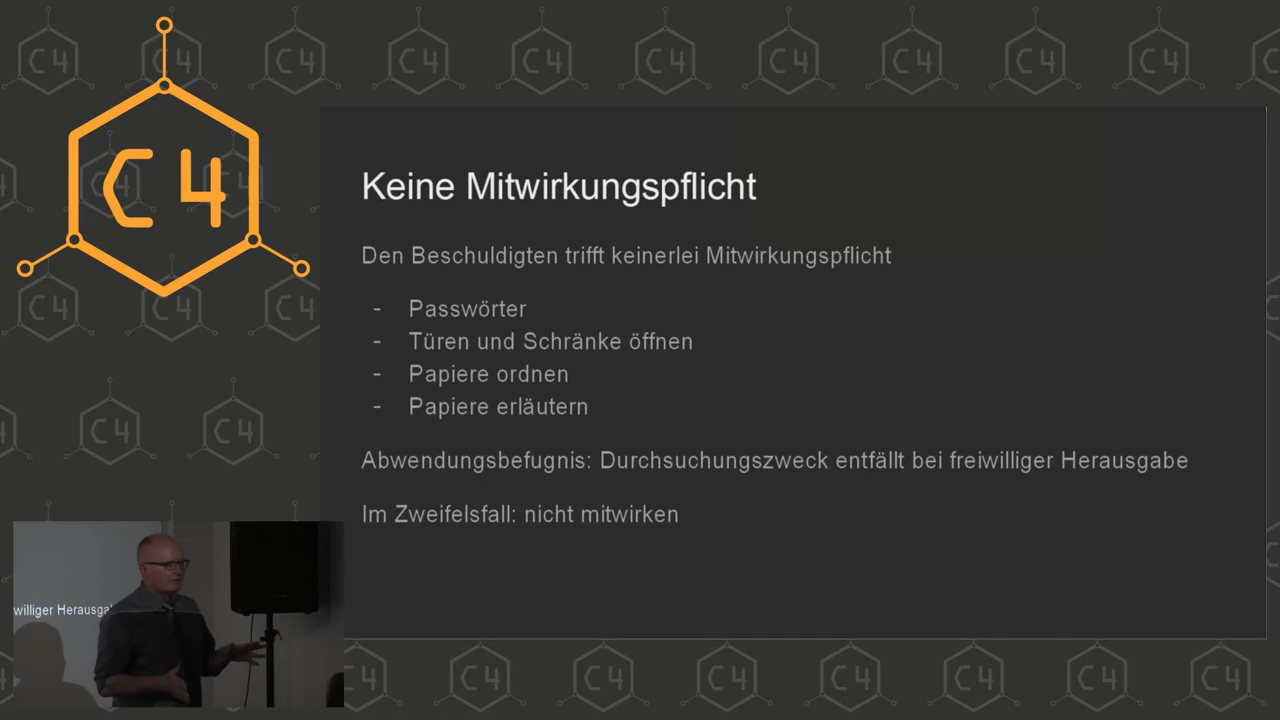 C4
Keine Mitwirkungspflicht
Den Beschuldigten trifft keinerlei Mitwirkungspflicht
- Passwörter
- Türen und Schränke öffnen
- Papiere ordnen
- Papiere erläutern
Abwendungsbefugnis: Durchsuchungszweck entfällt bei freiwilliger Herausgabe
Im Zweifelsfall: nicht mitwirken
williger Herausga